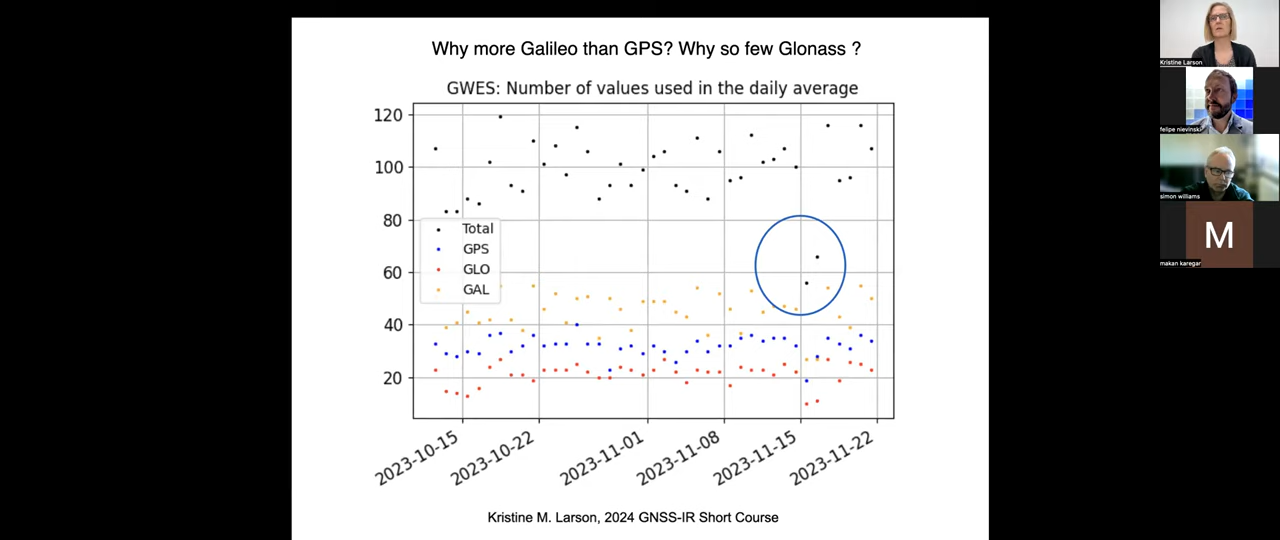 Why more Galileo than GPS? Why so few Glonass ?
GWES: Number of values used in the daily average
120
100
80
60
40
20
Total
GPS
GLO
GAL
2023-10-15
2023-10-22
2023-11-01
2023-11-08
2023-11-15
2023-11-22
Kristine M. Larson, 2024 GNSS-IR Short Course
Kristine Larson
felipe nievinski
simon williams
M
makan karegar